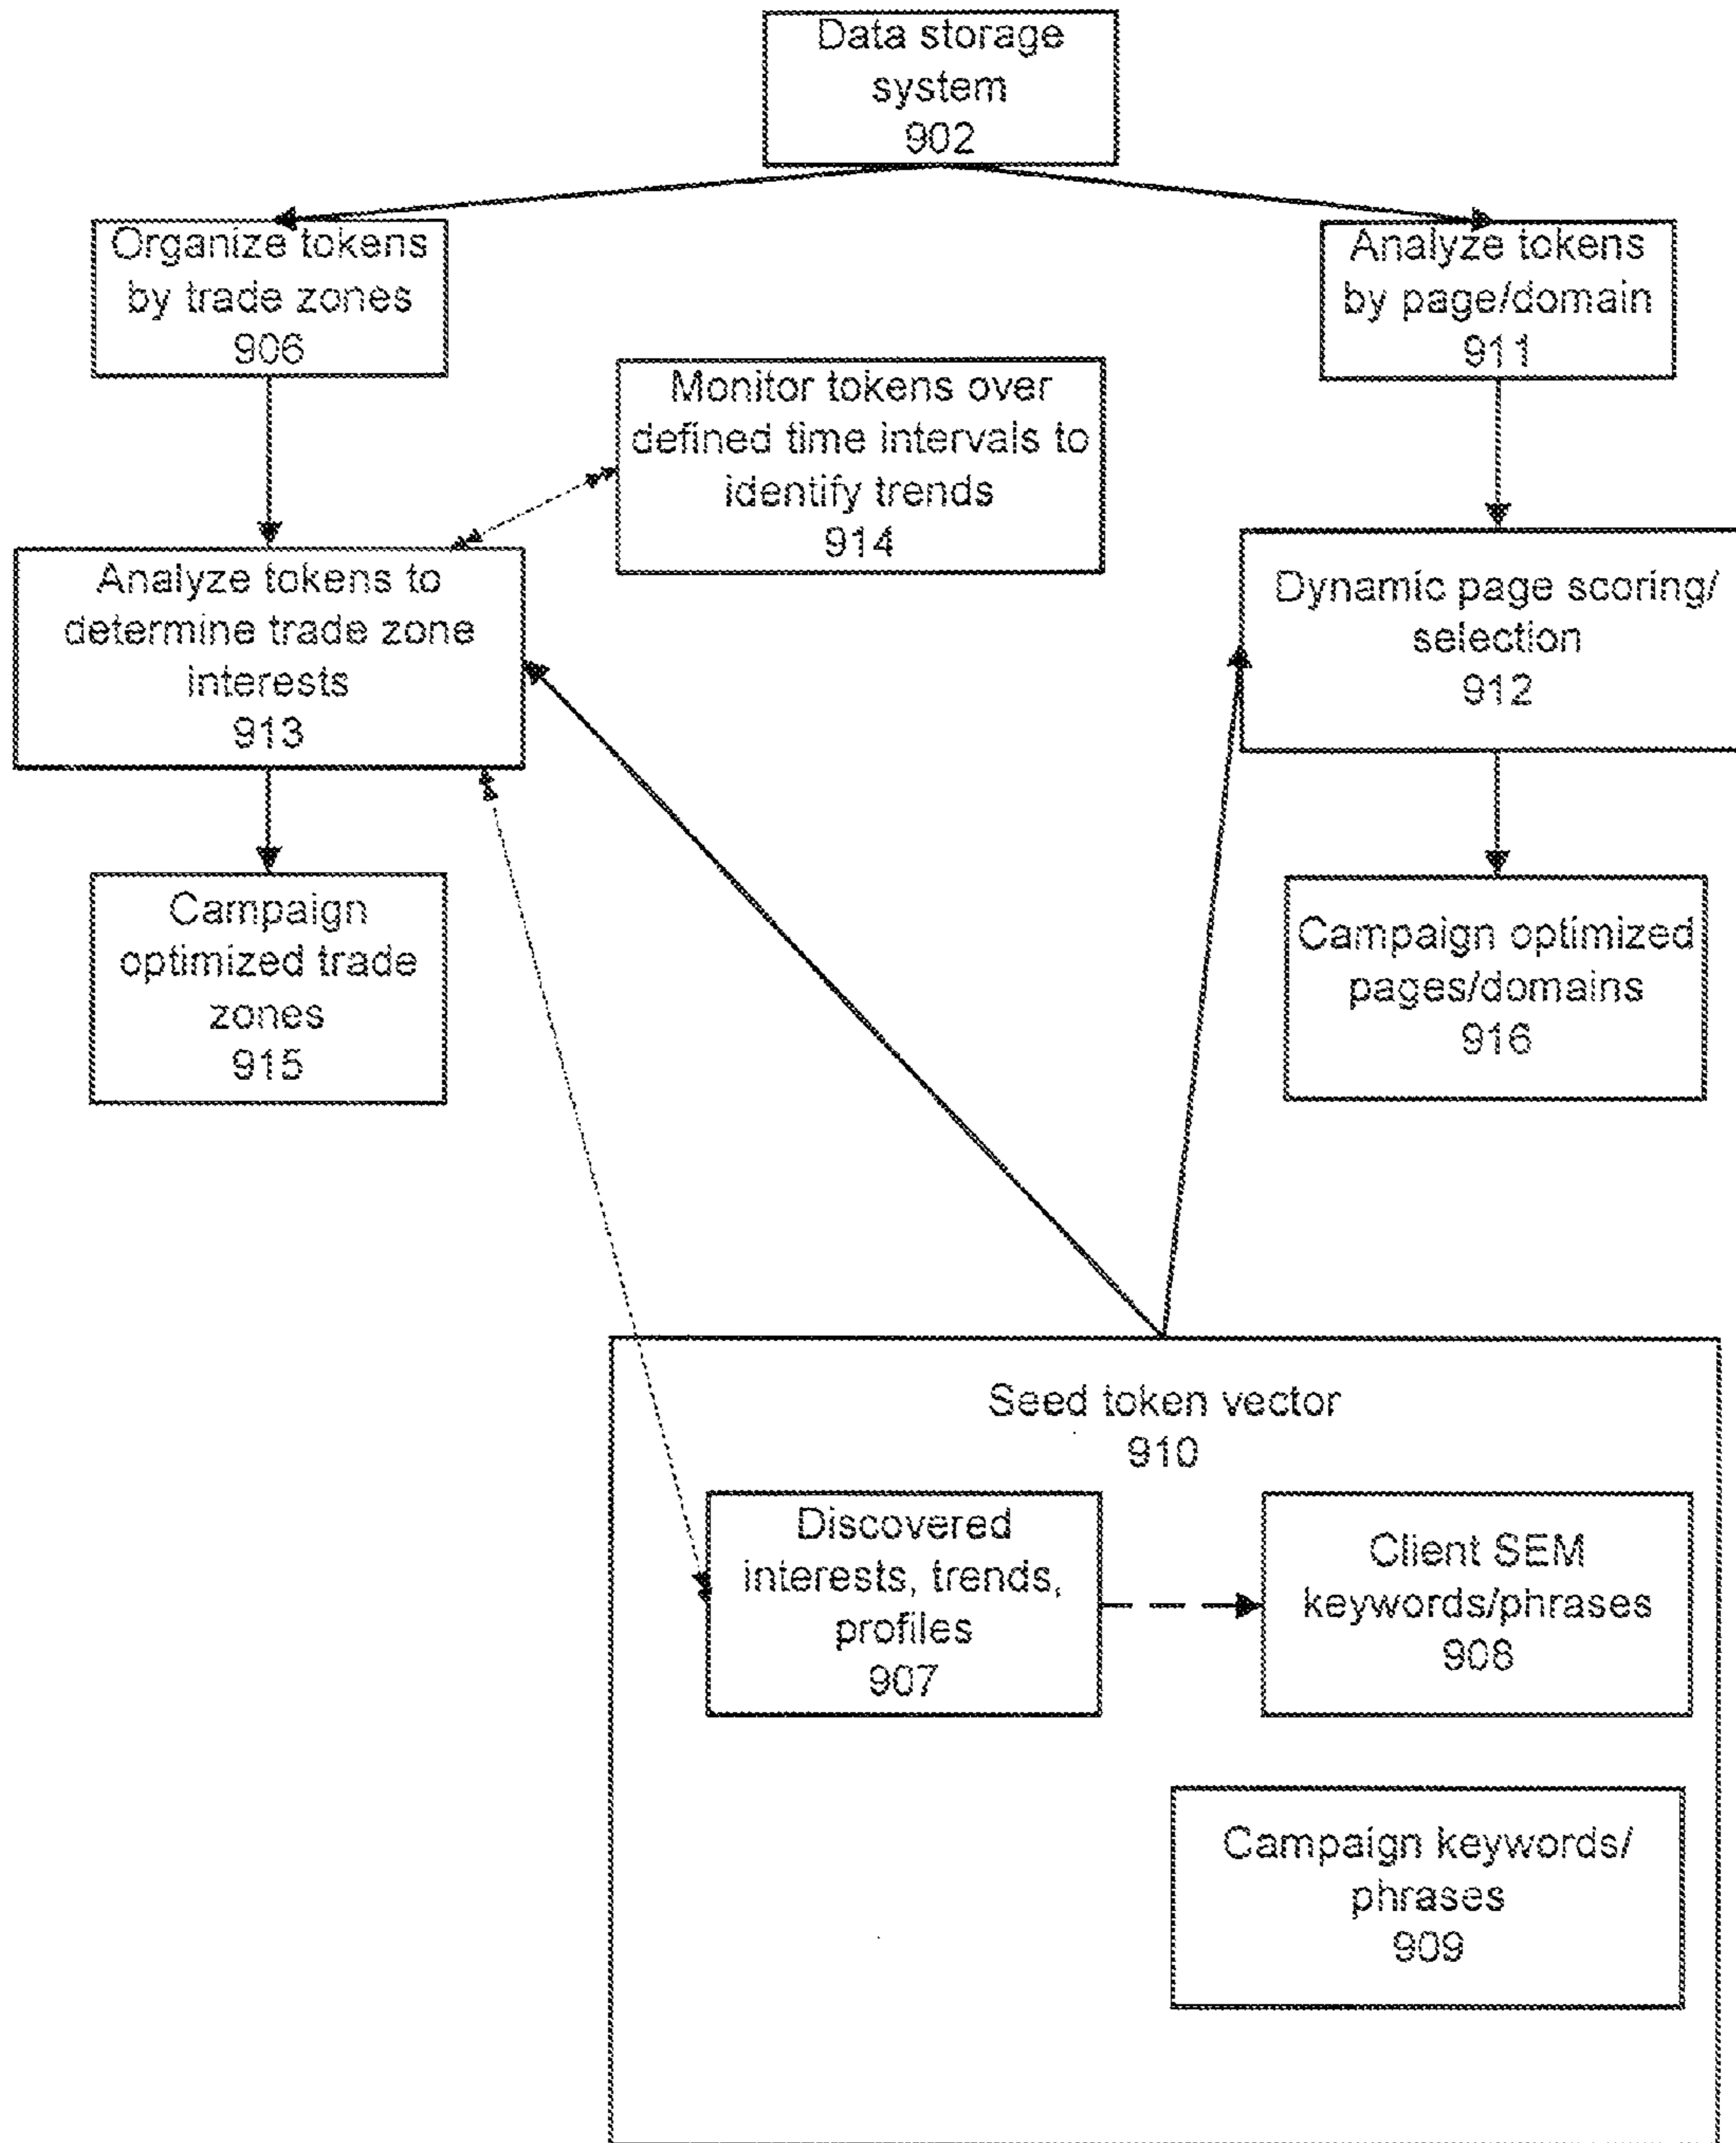 Data storage
system
902
Organize tokens
by trade zones
906
Analyze tokens
by page/domain
911
Monitor tokens over
defined time intervals to
identify trends
914
Analyze tokens to
determine trade zone
interests
913
Dynamic page scoring/
selection
912
Campaign
optimized trade
zones
915
Campaign optimized
pages/domains
916
Seed token vector
910
Discovered
interests, trends,
profiles
907
Client SEM
keywords/phrases
908
Campaign keywords/
phrases
909